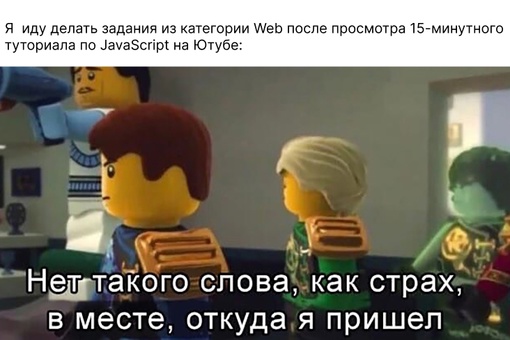 Я иду делать задания из категории Web после просмотра 15-минутного
туториала по JavaScript на Ютубе:
Нет такого слова, как страх,
в месте, откуда я пришел